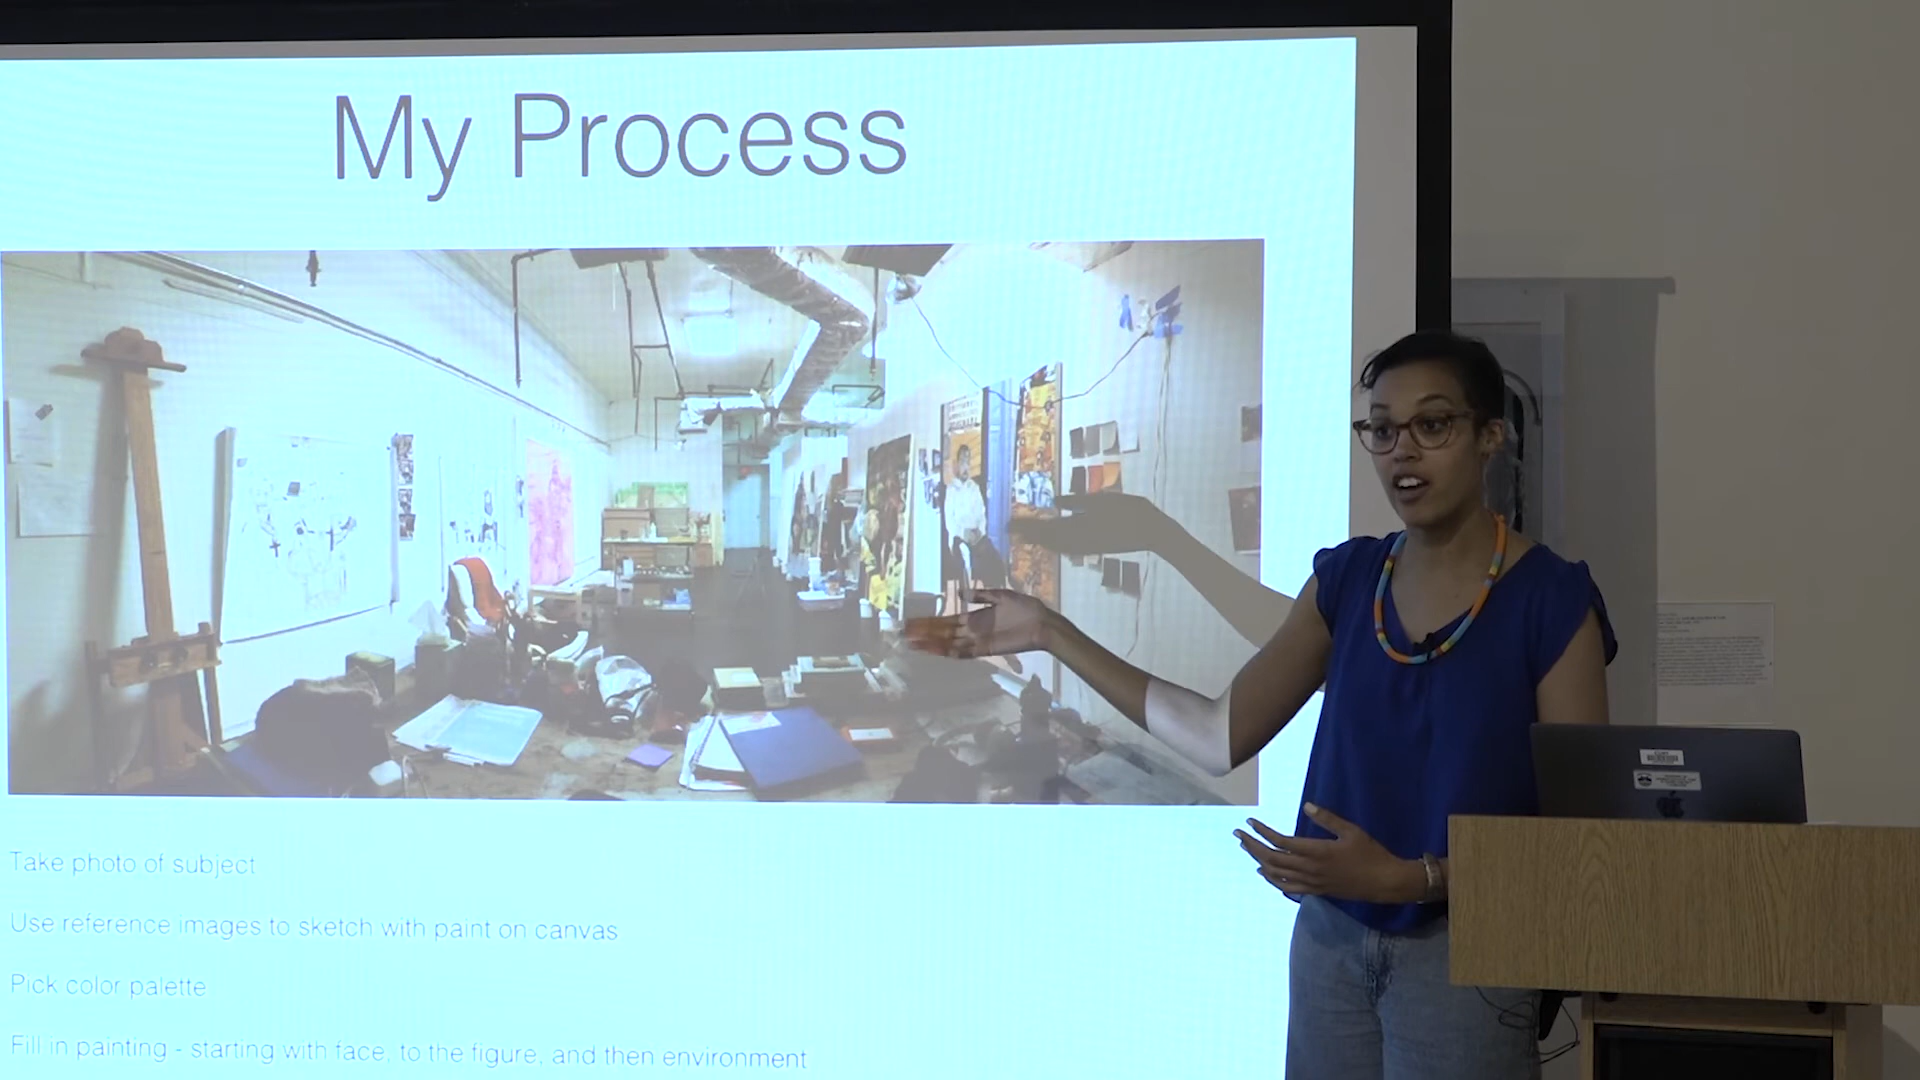 My Process
Take photo of subject
Use reference images to sketch with paint on canvas
Pick color palette
Fill in painting - starting with face, to the figure, and then environment